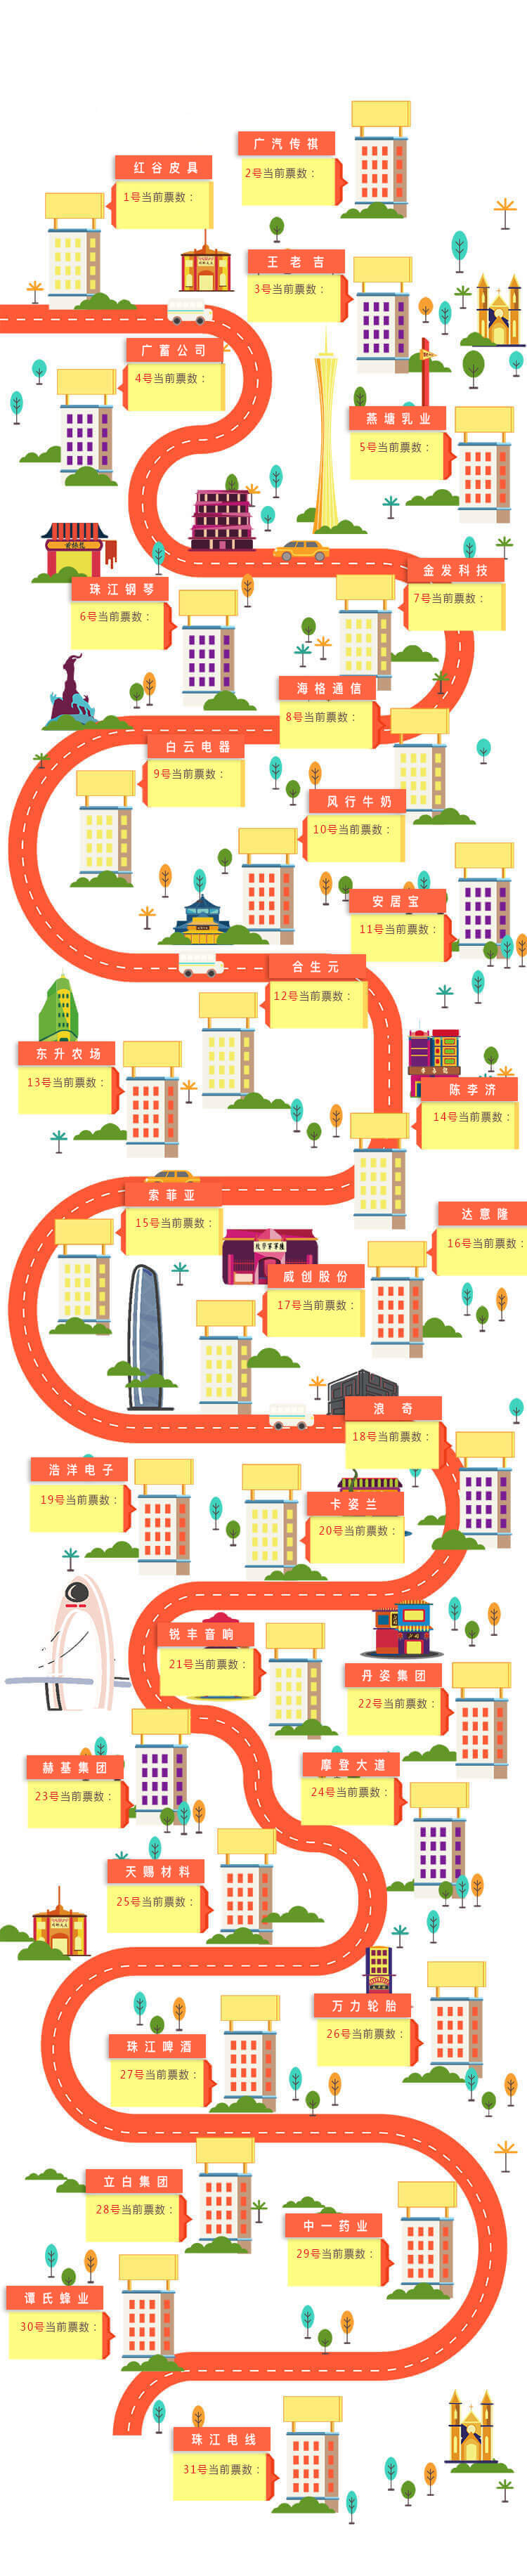 广汽传祺
2号当前票数：
红谷皮具
1号当前票数：
王老吉
3号当前票数：
广蓄公司
4号当前票数：
燕塘乳业
5号当前票数：
金发科技
7号当前票数：
珠江钢琴
6号当前票数：
海格通信
8号当前票数：
白云电器
9号当前票数：
风行牛奶
10号当前票数：
安居宝
11号当前票数：
合生元
12号当前票数：
东升农场
13号当前票数：
陈李济
14号当前票数：
索菲亚
15号当前票数：
达意隆
16号当前票数：
威创股份
17号当前票数：
浪奇
18号当前票数：
浩洋电子
19号当前票数：
卡姿兰
20号当前票数：
锐丰音响
21号当前票数：
丹姿集团
22号当前票数：
赫基集团
23号当前票数：
摩登大道
24号当前票数：
天赐材料
25号当前票数：
万力轮胎
26号当前票数：
珠江啤酒
27号当前票数：
立白集团
28号当前票数：
中一药业
29号当前票数：
谭氏蜂业
30号当前票数：
珠江电线
31号当前票数：